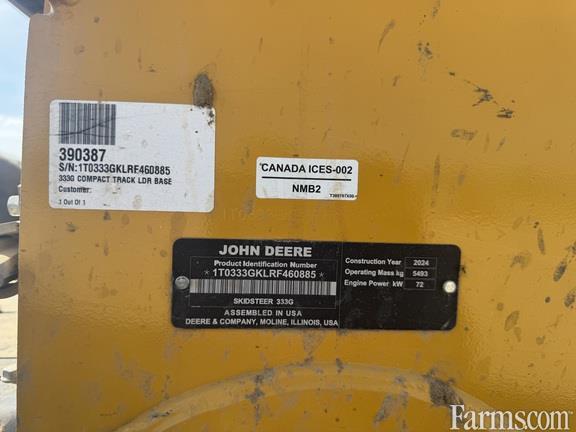 390387
S/N:1T0333GKLRF460885
333G COMPACT TRACK LDR BASE
Customer:
1 Out Of 1
CANADA ICES-002
NMB2
JOHN DEERE
Product Identification Number
*1T0333GKLRF460885*
SKIDSTEER 333G
ASSEMBLED IN USA
DEERE & COMPANY, MOLINE, ILLINOIS, USA
Construction Year 2024
Operating Mass kg 5493
Engine Power kW 72
Farms.com